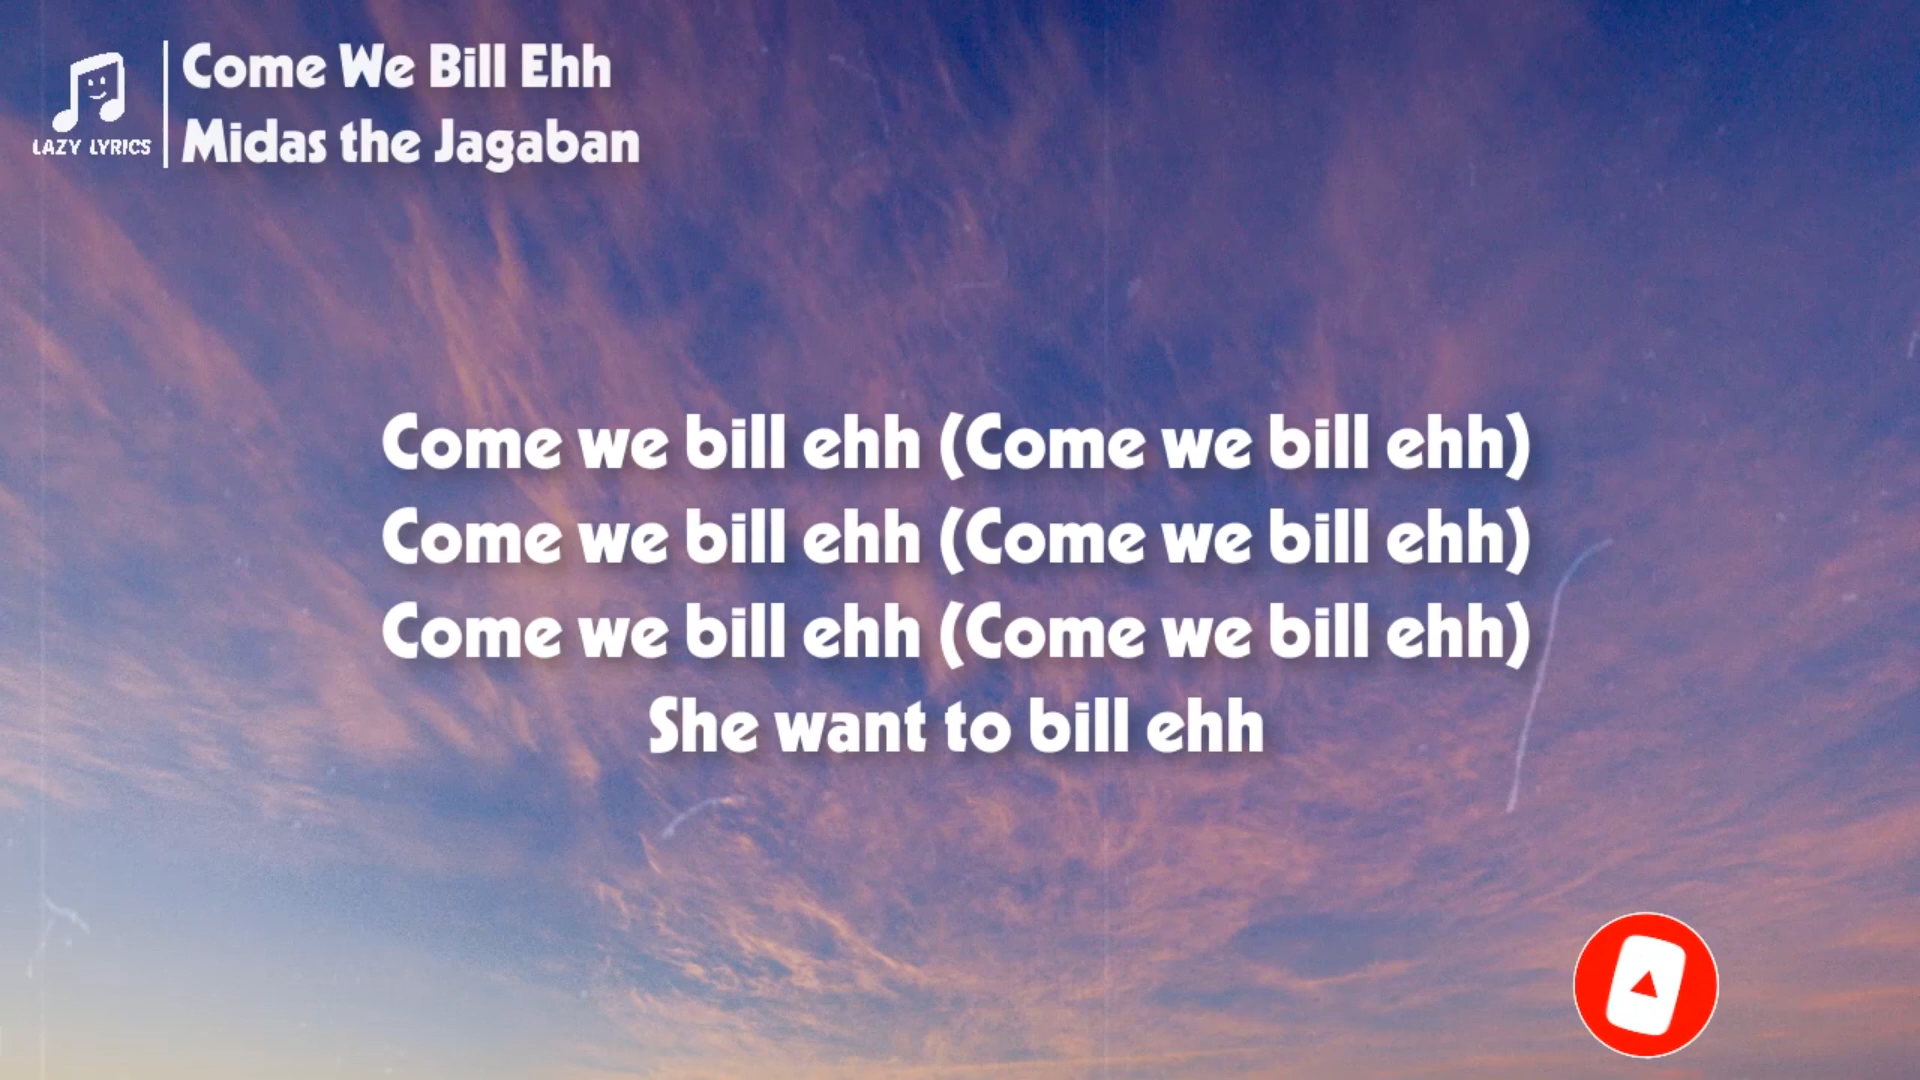 Come We Bill Ehh
Midas the Jagaban
LAZY LYRICS
Come we bill ehh (Come we bill ehh)
Come we bill ehh (Come we bill ehh)
Come we bill ehh (Come we bill ehh)
She want to bill ehh